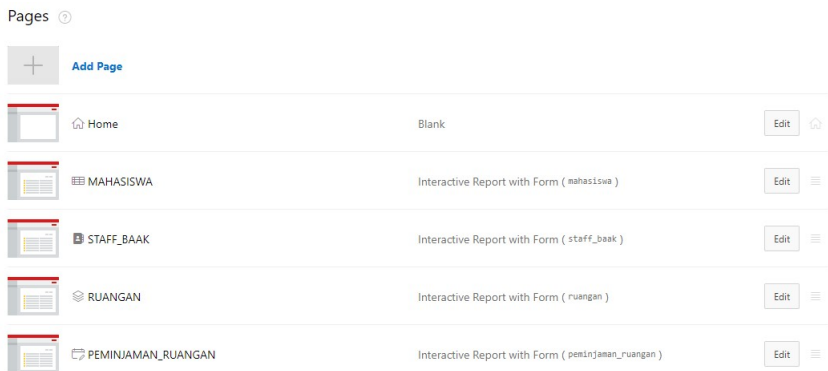 Pages ?
Add Page
Home Blank Edit
MAHASISWA Interactive Report with Form ( mahasiswa ) Edit
STAFF_BAAK Interactive Report with Form ( staff_baak ) Edit
RUANGAN Interactive Report with Form ( ruangan ) Edit
PEMINJAMAN_RUANGAN Interactive Report with Form ( peminjaman_ruangan ) Edit